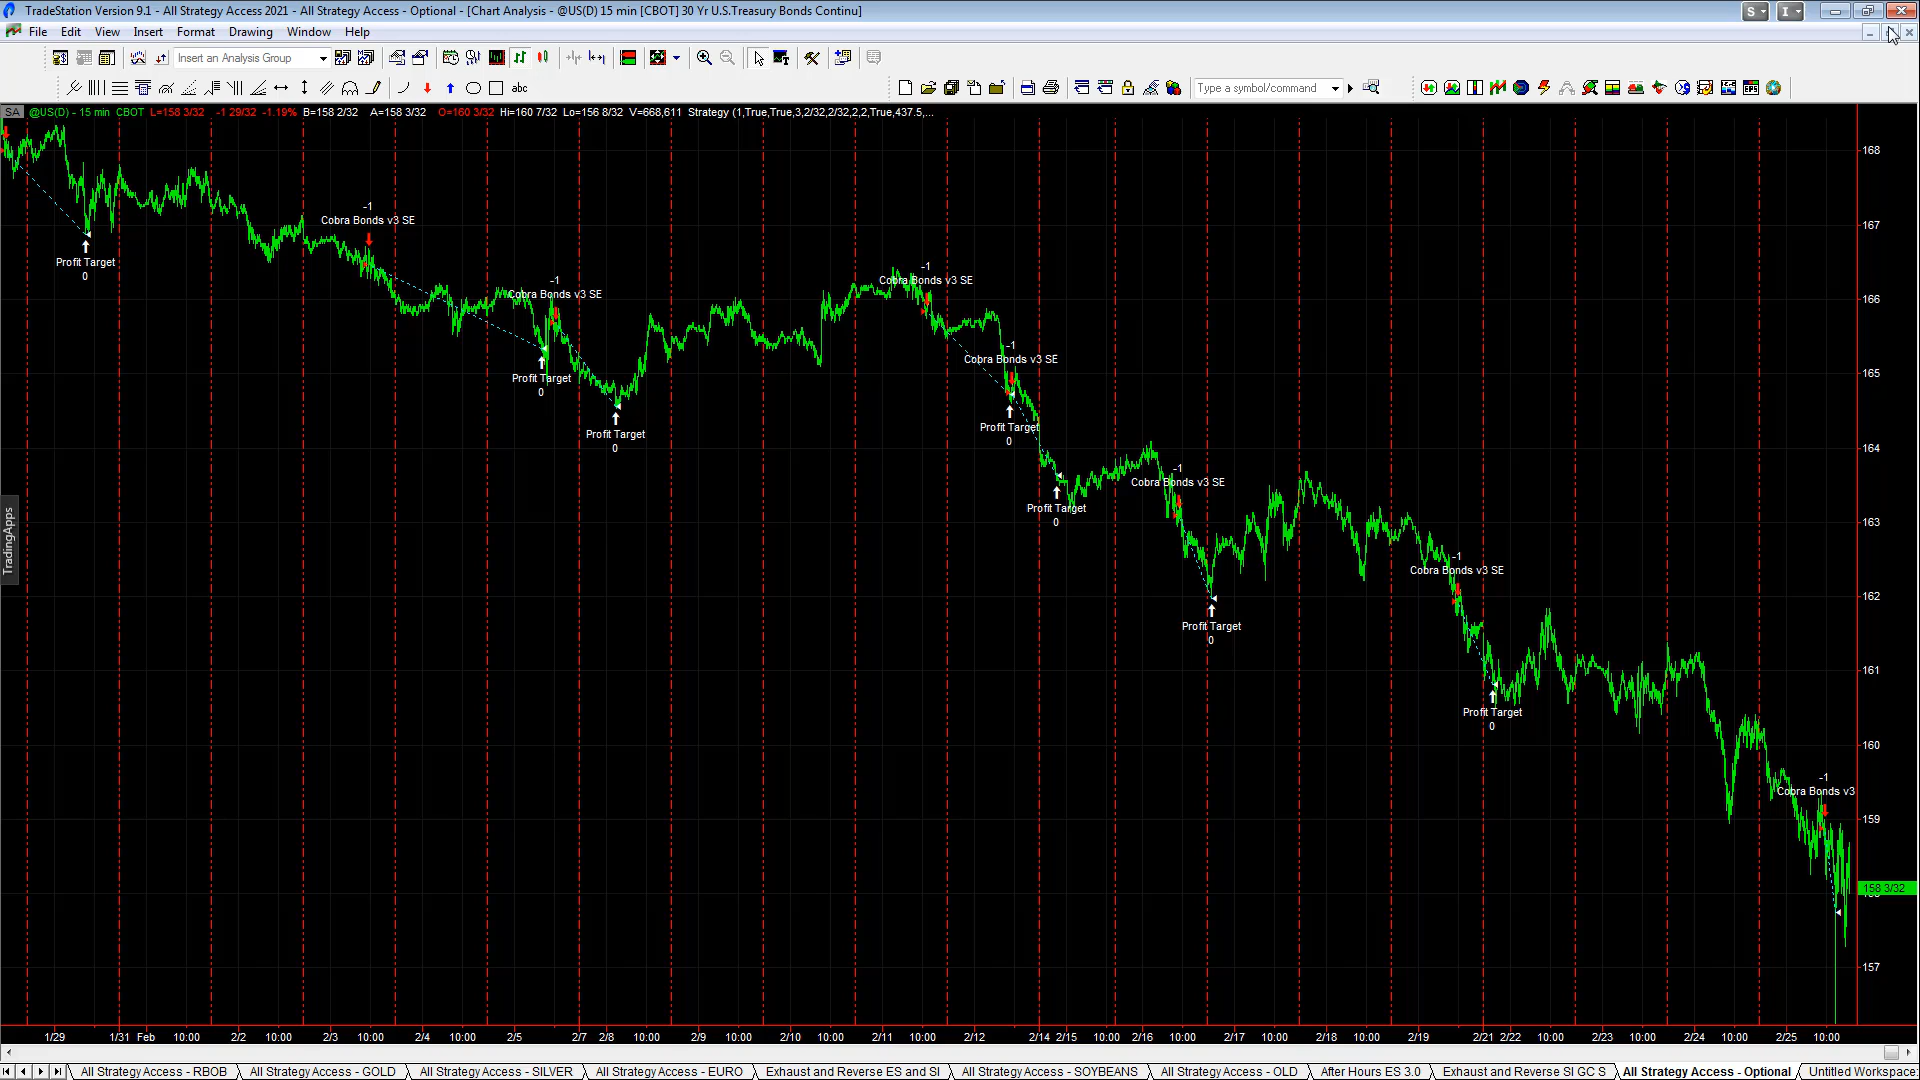 TradeStation Version 9.1 - All Strategy Access 2021 - All Strategy Access - Optional - [Chart Analysis - @US(D) 15 min [CBOT] 30 Yr U.S.Treasury Bonds Continu]
S I
File Edit View Insert Format Drawing Window Help
Insert an Analysis Group
abc
Type a symbol/command
EPS
SA @US(D) - 15 min CBOT L=158 3/32 -1.29/32 -1.19% B=158 2/32 A=158 3/32 O=160 3/32 Hi=160 7/32 Lo=156 8/32 V=668,611 Strategy (1,True,True,3,2/32,2/32,2,2,True,437.5,...
168
-1
Cobra Bonds v3 SE
167
Profit Target
0
-1
Cobra Bonds v3 SE
-1
Cobra Bonds v3 SE
166
-1
Cobra Bonds v3 SE
165
Profit Target
0
Profit Target
0
Profit Target
0
164
-1
Cobra Bonds v3 SE
Profit Target
0
163
TradingApps
-1
Cobra Bonds v3 SE
162
Profit Target
0
161
Profit Target
0
160
-1
Cobra Bonds v3
159
158 3/32
157
1/29 1/31 Feb 10:00 2/2 10:00 2/3 10:00 2/4 10:00 2/5 2/7 2/8 10:00 2/9 10:00 2/10 10:00 2/11 10:00 2/12 2/14 2/15 10:00 2/16 10:00 2/17 10:00 2/18 10:00 2/19 2/21 2/22 10:00 2/23 10:00 2/24 10:00 2/25 10:00
All Strategy Access - RBOB All Strategy Access - GOLD All Strategy Access - SILVER All Strategy Access - EURO Exhaust and Reverse ES and SI All Strategy Access - SOYBEANS All Strategy Access - OLD After Hours ES 3.0 Exhaust and Reverse SI GC S All Strategy Access - Optional Untitled Workspace: